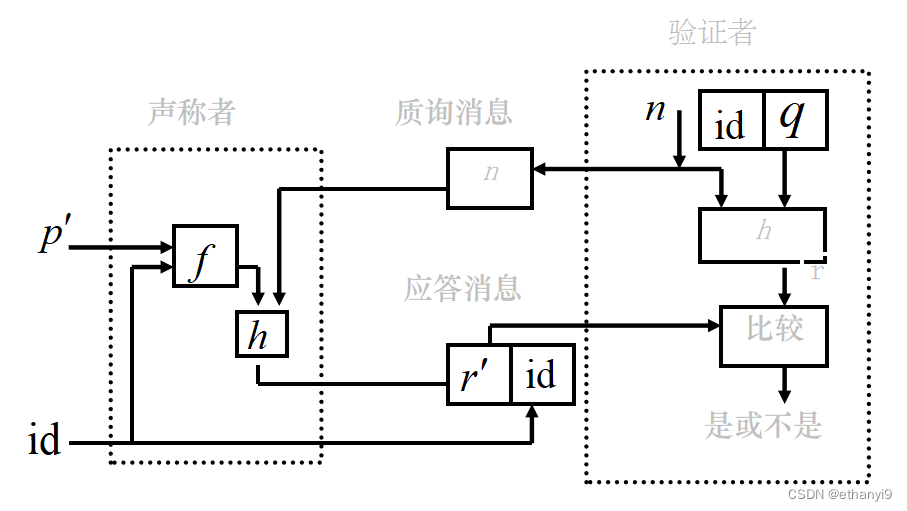 验证者
声称者
质询消息
n
id
q
n
h
r
p'
f
应答消息
h
比较
r'
id
id
是或不是
CSDN @ethanyi9